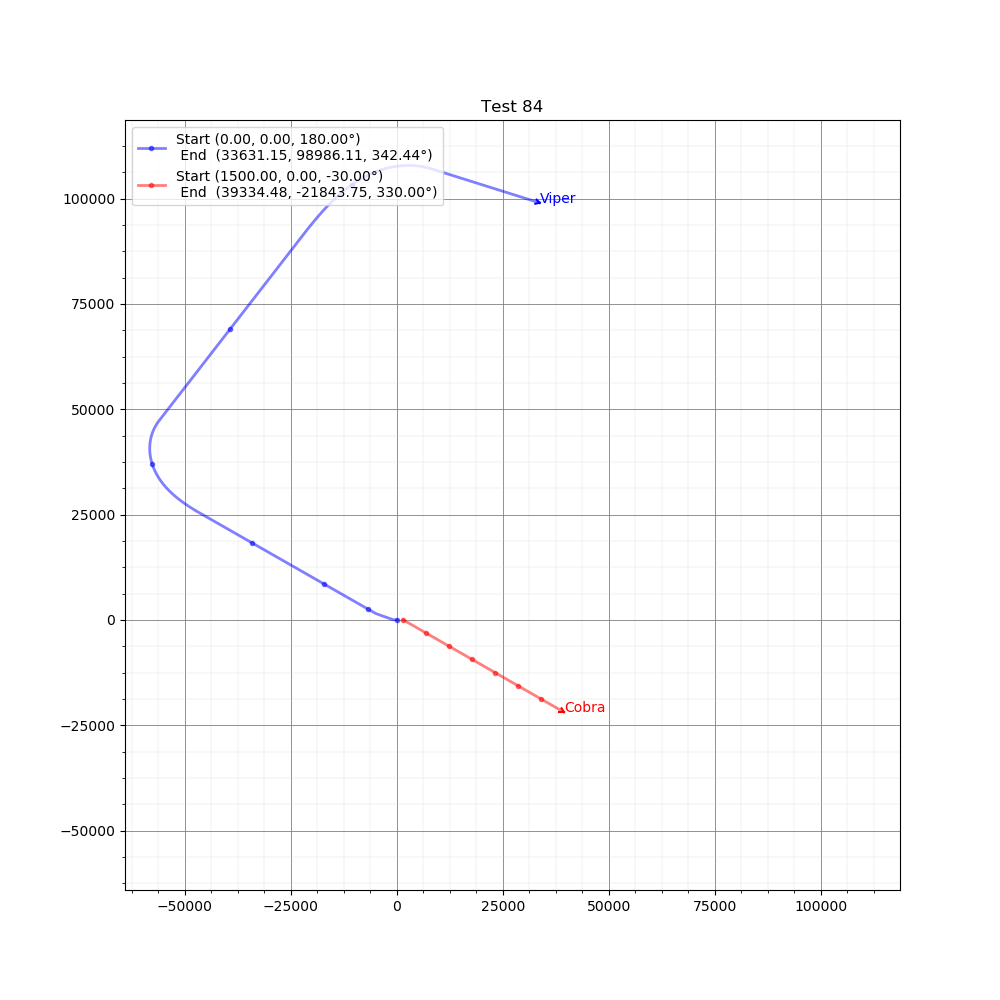 Test 84
Start (0.00, 0.00, 180.00°)
End (33631.15, 98986.11, 342.44°)
Start (1500.00, 0.00, -30.00°)
End (39334.48, -21843.75, 330.00°)
Viper
Cobra
100000
75000
50000
25000
0
−25000
−50000
−50000 −25000 0 25000 50000 75000 100000